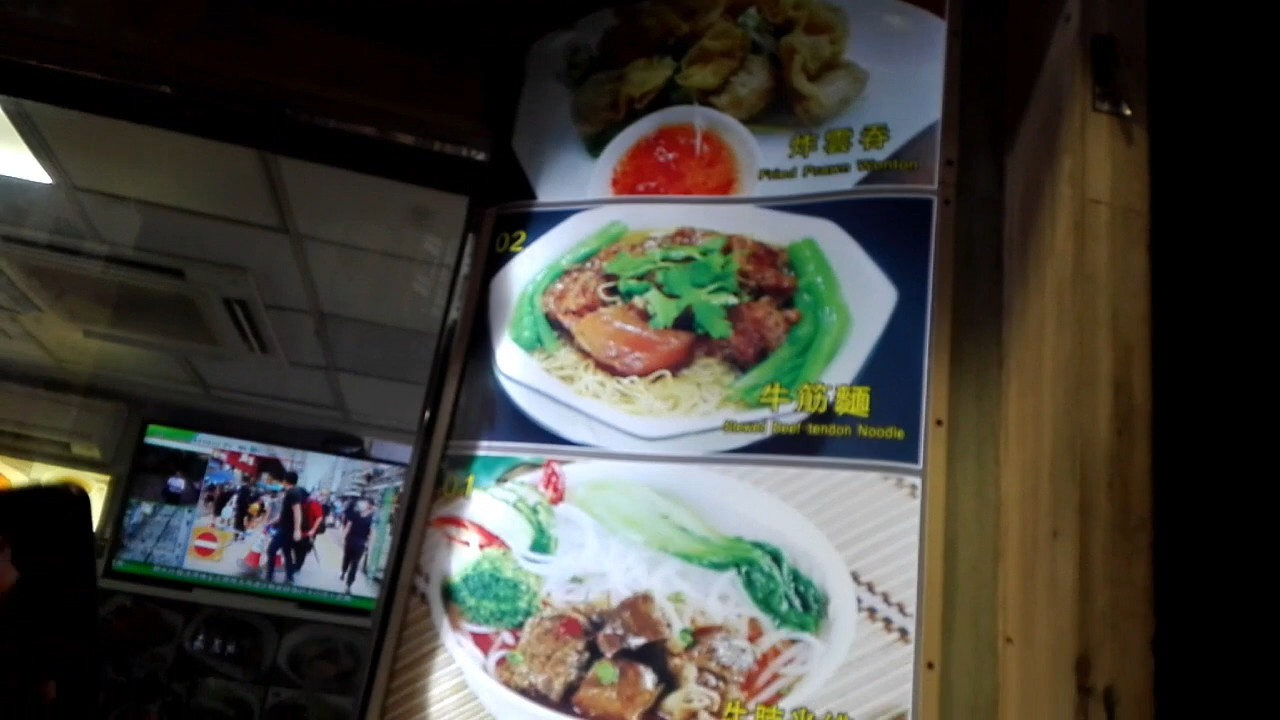 炸雲吞
Fried Prawn Wonton
02
牛筋麵
Stewed beef tendon Noodle
01